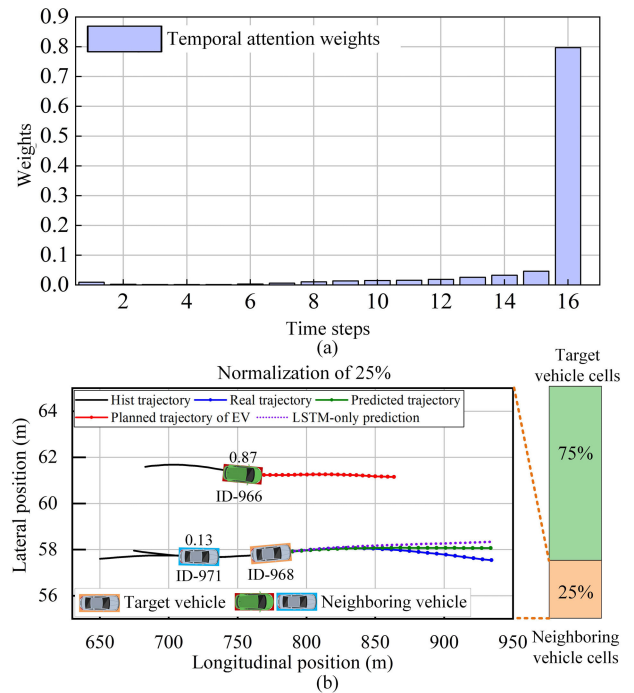 0.9
Temporal attention weights
0.8
0.7
0.6
0.5
0.4
0.3
0.2
0.1
0.0
Weights
2 4 6 8 10 12 14 16
Time steps
(a)
Normalization of 25%
Target
vehicle cells
64
Hist trajectory Real trajectory Predicted trajectory
Planned trajectory of EV LSTM-only prediction
62
0.87
ID-966
75%
60
58
0.13
ID-971 ID-968
56
Target vehicle Neighboring vehicle
25%
Lateral position (m)
650 700 750 800 850 900 950
Longitudinal position (m)
Neighboring
vehicle cells
(b)